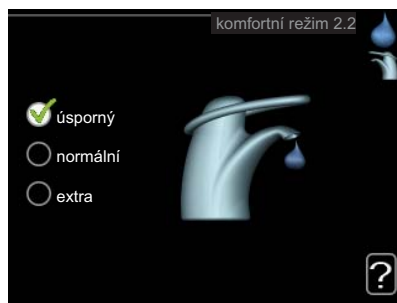 komfortní režim 2.2
úsporný
normální
extra
?